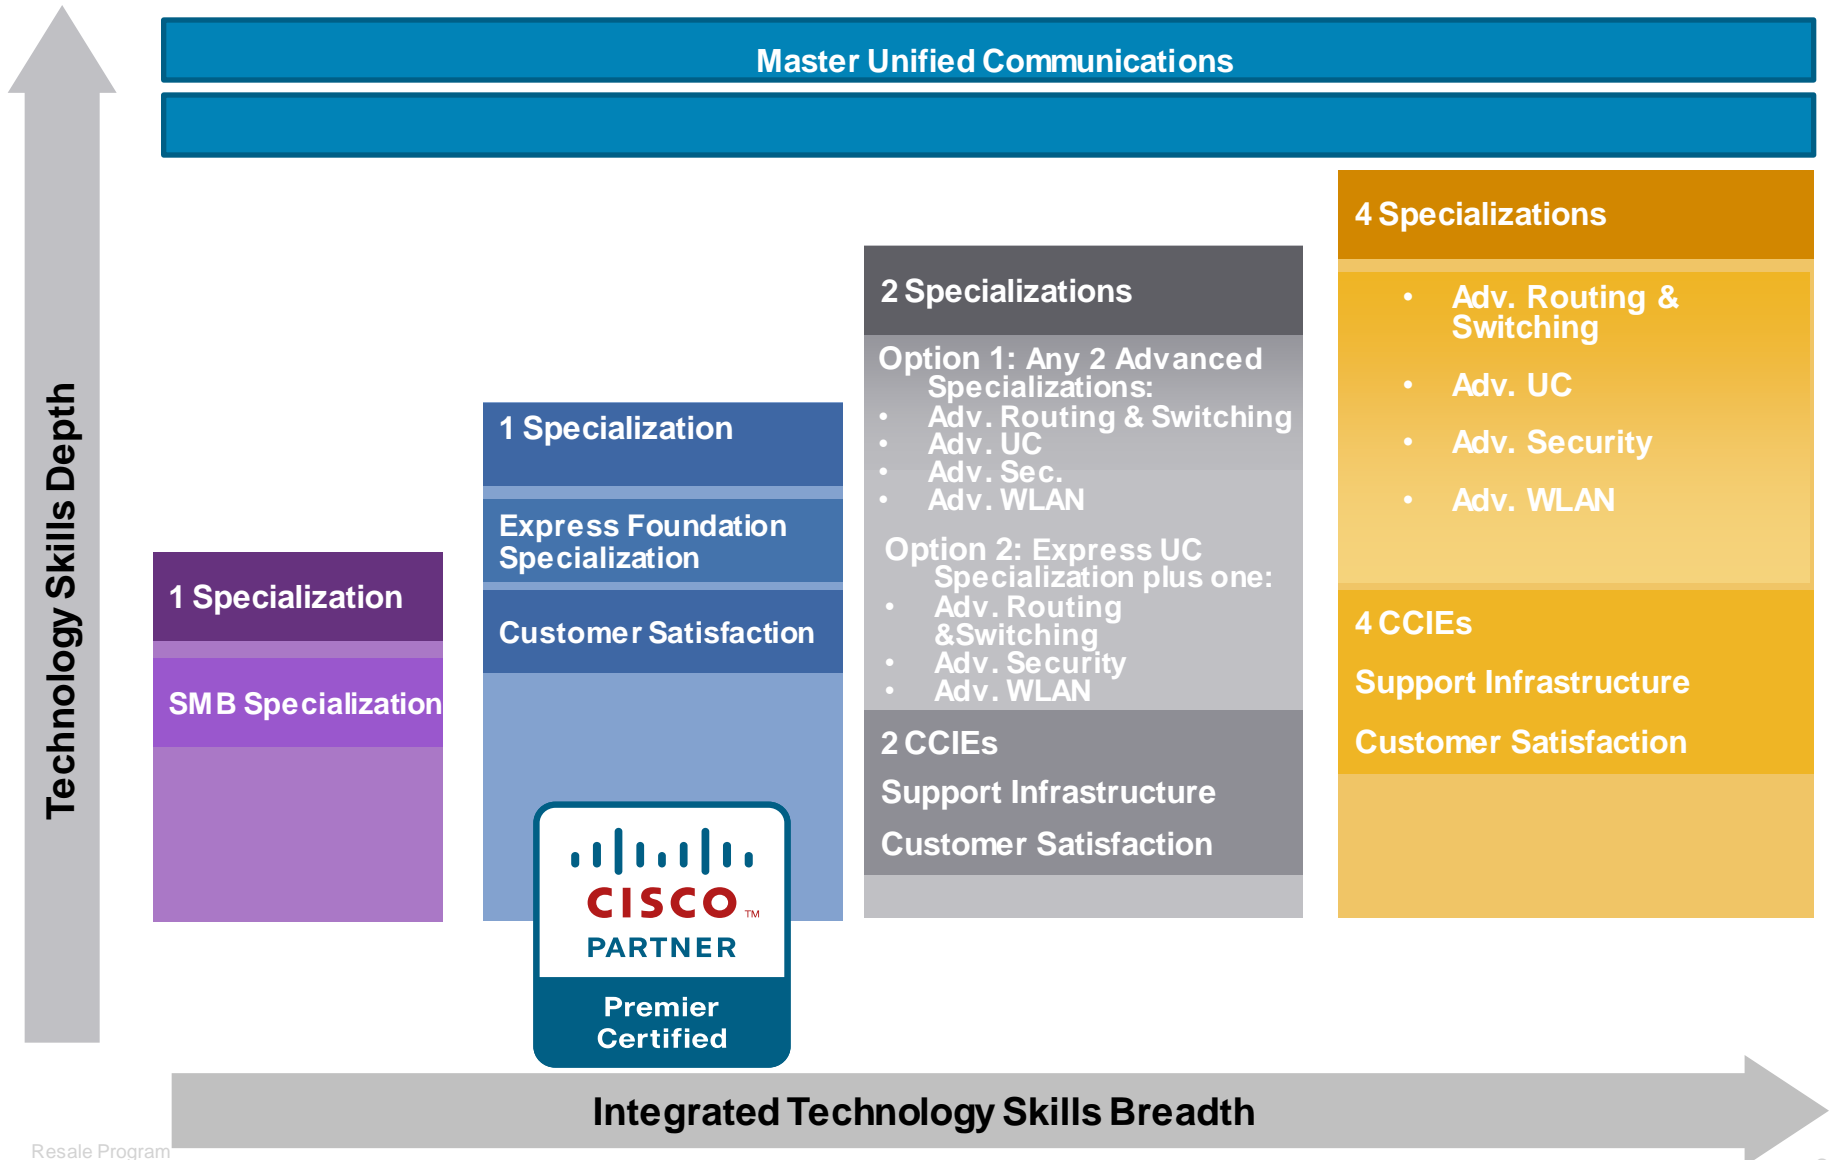 Master Unified Communications
Technology Skills Depth
1 Specialization
SMB Specialization
1 Specialization
Express Foundation
Specialization
Customer Satisfaction
CISCO TM
PARTNER
Premier
Certified
2 Specializations
Option 1: Any 2 Advanced
Specializations:
• Adv. Routing & Switching
• Adv. UC
• Adv. Sec.
• Adv. WLAN
Option 2: Express UC
Specialization plus one:
• Adv. Routing
&Switching
• Adv. Security
• Adv. WLAN
2 CCIEs
Support Infrastructure
Customer Satisfaction
4 Specializations
• Adv. Routing &
Switching
• Adv. UC
• Adv. Security
• Adv. WLAN
4 CCIEs
Support Infrastructure
Customer Satisfaction
Integrated Technology Skills Breadth
Resale Program